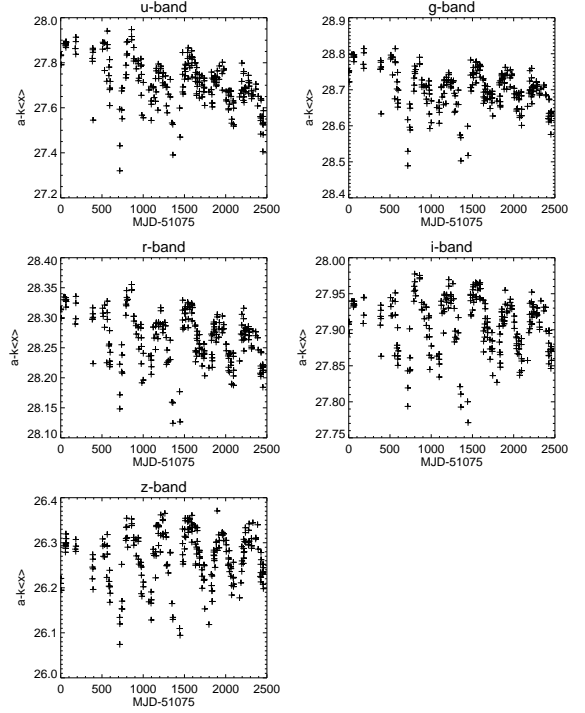 u-band
a-k<x>
28.0
27.8
27.6
27.4
27.2
0 500 1000 1500 2000 2500
MJD-51075
g-band
a-k<x>
28.9
28.8
28.7
28.6
28.5
28.4
0 500 1000 1500 2000 2500
MJD-51075
r-band
a-k<x>
28.40
28.35
28.30
28.25
28.20
28.15
28.10
0 500 1000 1500 2000 2500
MJD-51075
i-band
a-k<x>
28.00
27.95
27.90
27.85
27.80
27.75
0 500 1000 1500 2000 2500
MJD-51075
z-band
a-k<x>
26.4
26.3
26.2
26.1
26.0
0 500 1000 1500 2000 2500
MJD-51075